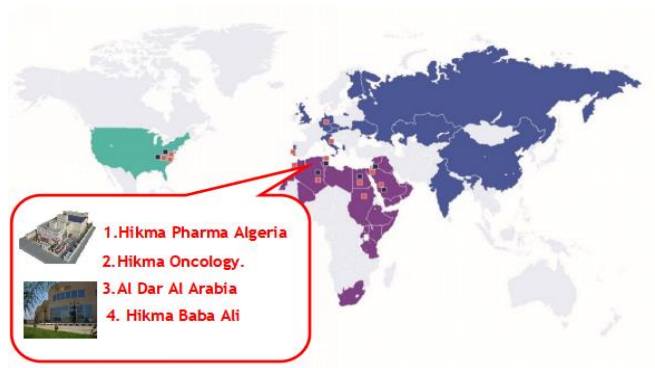 1.Hikma Pharma Algeria
2.Hikma Oncology.
3.Al Dar Al Arabia
4. Hikma Baba Ali